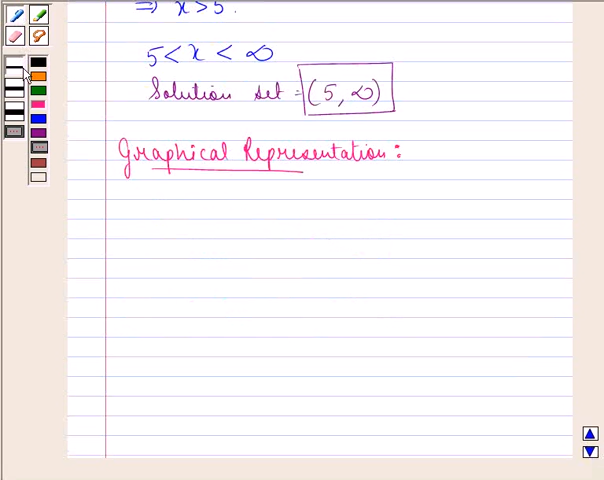 ⇒ x > 5.
5 < x < ∞
Solution set = (5, ∞)
Graphical Representation: